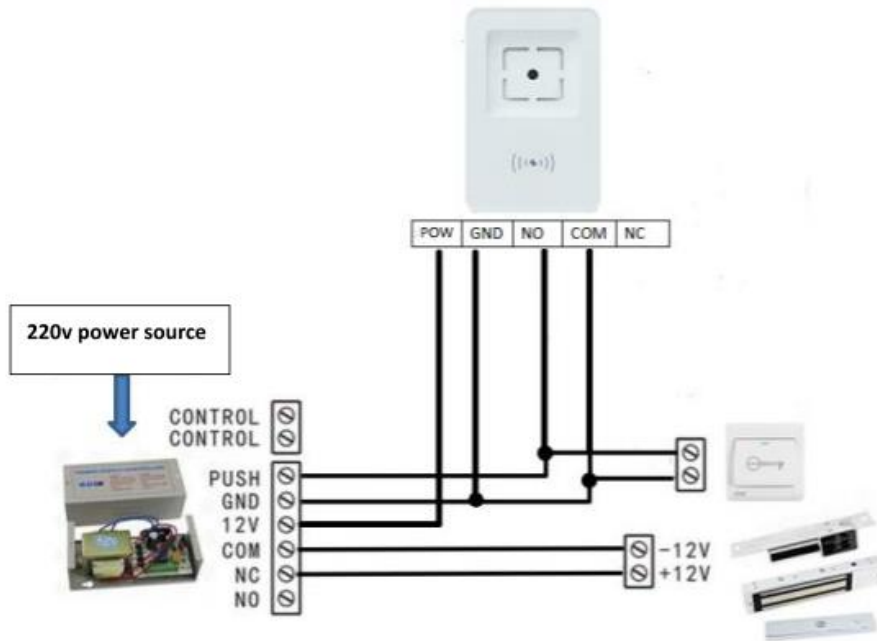 POW GND NO COM NC
220v power source
CONTROL
CONTROL
PUSH
GND
12V
COM
NC
NO
-12V
+12V